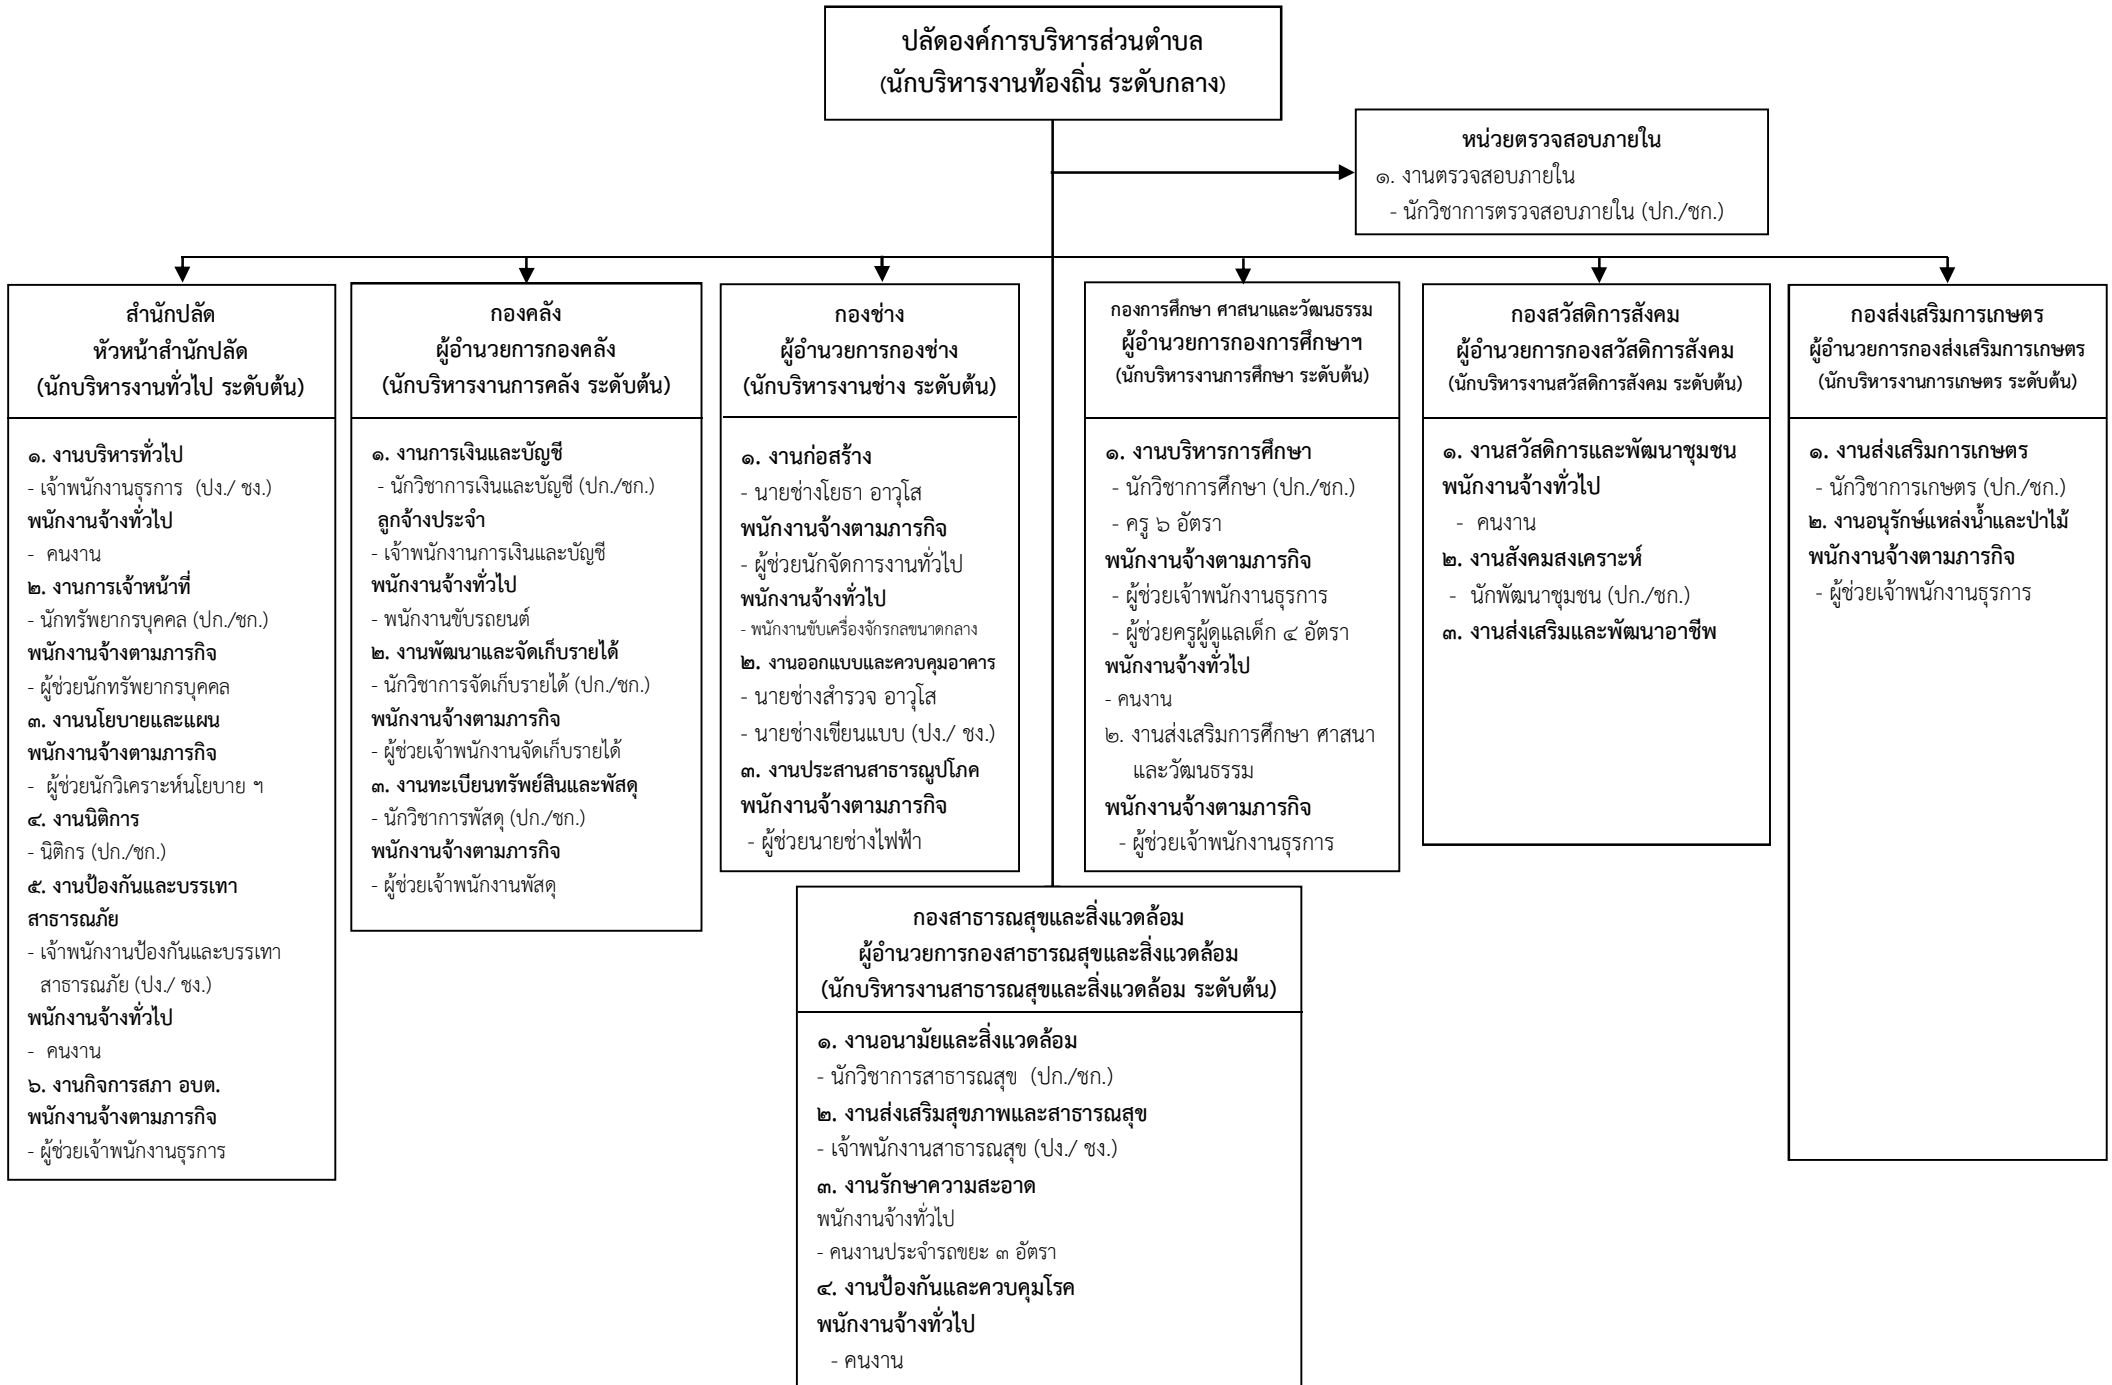 ปลัดองค์การบริหารส่วนตำบล
(นักบริหารงานท้องถิ่น ระดับกลาง)
หน่วยตรวจสอบภายใน
๑. งานตรวจสอบภายใน
- นักวิชาการตรวจสอบภายใน (ปก./ชก.)
สำนักปลัด
หัวหน้าสำนักปลัด
(นักบริหารงานทั่วไป ระดับต้น)
๑. งานบริหารทั่วไป
- เจ้าพนักงานธุรการ (ปง./ ชง.)
พนักงานจ้างทั่วไป
- คนงาน
๒. งานการเจ้าหน้าที่
- นักทรัพยากรบุคคล (ปก./ชก.)
พนักงานจ้างตามภารกิจ
- ผู้ช่วยนักทรัพยากรบุคคล
๓. งานนโยบายและแผน
พนักงานจ้างตามภารกิจ
- ผู้ช่วยนักวิเคราะห์นโยบาย ฯ
๔. งานนิติการ
- นิติกร (ปก./ชก.)
๕. งานป้องกันและบรรเทา
สาธารณภัย
- เจ้าพนักงานป้องกันและบรรเทา
สาธารณภัย (ปง./ ชง.)
พนักงานจ้างทั่วไป
- คนงาน
๖. งานกิจการสภา อบต.
พนักงานจ้างตามภารกิจ
- ผู้ช่วยเจ้าพนักงานธุรการ
กองคลัง
ผู้อำนวยการกองคลัง
(นักบริหารงานการคลัง ระดับต้น)
๑. งานการเงินและบัญชี
- นักวิชาการเงินและบัญชี (ปก./ชก.)
ลูกจ้างประจำ
- เจ้าพนักงานการเงินและบัญชี
พนักงานจ้างทั่วไป
- พนักงานขับรถยนต์
๒. งานพัฒนาและจัดเก็บรายได้
- นักวิชาการจัดเก็บรายได้ (ปก./ชก.)
พนักงานจ้างตามภารกิจ
- ผู้ช่วยเจ้าพนักงานจัดเก็บรายได้
๓. งานทะเบียนทรัพย์สินและพัสดุ
- นักวิชาการพัสดุ (ปก./ชก.)
พนักงานจ้างตามภารกิจ
- ผู้ช่วยเจ้าพนักงานพัสดุ
กองช่าง
ผู้อำนวยการกองช่าง
(นักบริหารงานช่าง ระดับต้น)
๑. งานก่อสร้าง
- นายช่างโยธา อาวุโส
พนักงานจ้างตามภารกิจ
- ผู้ช่วยนักจัดการงานทั่วไป
พนักงานจ้างทั่วไป
- พนักงานขับเครื่องจักรกลขนาดกลาง
๒. งานออกแบบและควบคุมอาคาร
- นายช่างสำรวจ อาวุโส
- นายช่างเขียนแบบ (ปง./ ชง.)
๓. งานประสานสาธารณูปโภค
พนักงานจ้างตามภารกิจ
- ผู้ช่วยนายช่างไฟฟ้า
กองการศึกษา ศาสนาและวัฒนธรรม
ผู้อำนวยการกองการศึกษาฯ
(นักบริหารงานการศึกษา ระดับต้น)
๑. งานบริหารการศึกษา
- นักวิชาการศึกษา (ปก./ชก.)
- ครู ๖ อัตรา
พนักงานจ้างตามภารกิจ
- ผู้ช่วยเจ้าพนักงานธุรการ
- ผู้ช่วยครูผู้ดูแลเด็ก ๔ อัตรา
พนักงานจ้างทั่วไป
- คนงาน
๒. งานส่งเสริมการศึกษา ศาสนา
และวัฒนธรรม
พนักงานจ้างตามภารกิจ
- ผู้ช่วยเจ้าพนักงานธุรการ
กองสวัสดิการสังคม
ผู้อำนวยการกองสวัสดิการสังคม
(นักบริหารงานสวัสดิการสังคม ระดับต้น)
๑. งานสวัสดิการและพัฒนาชุมชน
พนักงานจ้างทั่วไป
- คนงาน
๒. งานสังคมสงเคราะห์
- นักพัฒนาชุมชน (ปก./ชก.)
๓. งานส่งเสริมและพัฒนาอาชีพ
กองส่งเสริมการเกษตร
ผู้อำนวยการกองส่งเสริมการเกษตร
(นักบริหารงานการเกษตร ระดับต้น)
๑. งานส่งเสริมการเกษตร
- นักวิชาการเกษตร (ปก./ชก.)
๒. งานอนุรักษ์แหล่งน้ำและป่าไม้
พนักงานจ้างตามภารกิจ
- ผู้ช่วยเจ้าพนักงานธุรการ
กองสาธารณสุขและสิ่งแวดล้อม
ผู้อำนวยการกองสาธารณสุขและสิ่งแวดล้อม
(นักบริหารงานสาธารณสุขและสิ่งแวดล้อม ระดับต้น)
๑. งานอนามัยและสิ่งแวดล้อม
- นักวิชาการสาธารณสุข (ปก./ชก.)
๒. งานส่งเสริมสุขภาพและสาธารณสุข
- เจ้าพนักงานสาธารณสุข (ปง./ ชง.)
๓. งานรักษาความสะอาด
พนักงานจ้างทั่วไป
- คนงานประจำรถขยะ ๓ อัตรา
๔. งานป้องกันและควบคุมโรค
พนักงานจ้างทั่วไป
- คนงาน